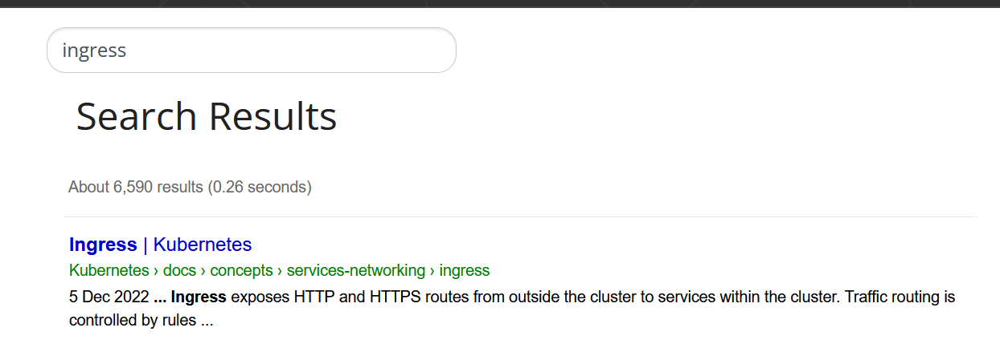 ingress
Search Results
About 6,590 results (0.26 seconds)
Ingress | Kubernetes
Kubernetes › docs › concepts › services-networking › ingress
5 Dec 2022 ... Ingress exposes HTTP and HTTPS routes from outside the cluster to services within the cluster. Traffic routing is
controlled by rules ...